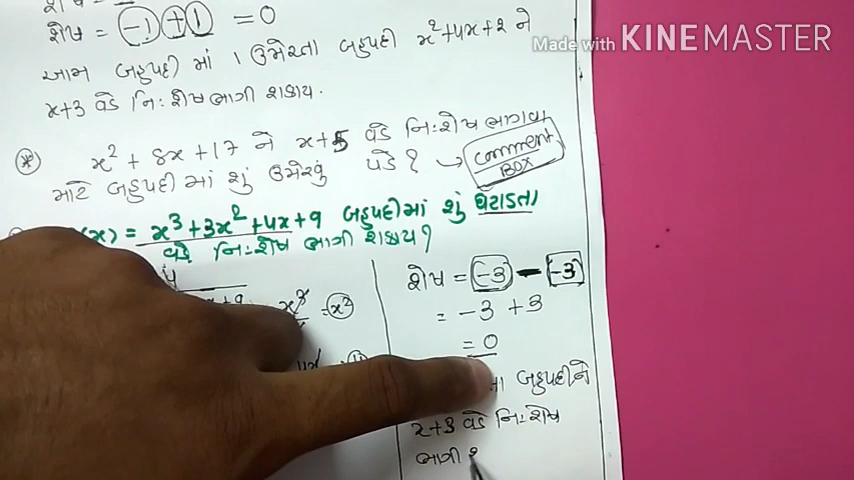 શેષ =
શેષ = (-1) + 1 = 0
આમ બહુપદી માં 1 ઉમેરતા બહુપદી x² + 4x + 2 ને
x+3 વડે નિઃશેષ ભાગી શકાય.
Made with KINEMASTER
(*) x² + 8x + 17 ને x+5 વડે નિઃશેષ ભાગવા
માટે બહુપદી માં શું ઉમેરવું પડે? → comment BOX
(x) = x³ + 3x² + 4x + 9 બહુપદીમાં શું ઘટાડતા
વડે નિઃશેષ ભાગી શકાય?
+9
= x²
શેષ = (-3) - (-3)
= -3 + 3
= 0
બહુપદીને
x+3 વડે નિઃશેષ
ભાગી